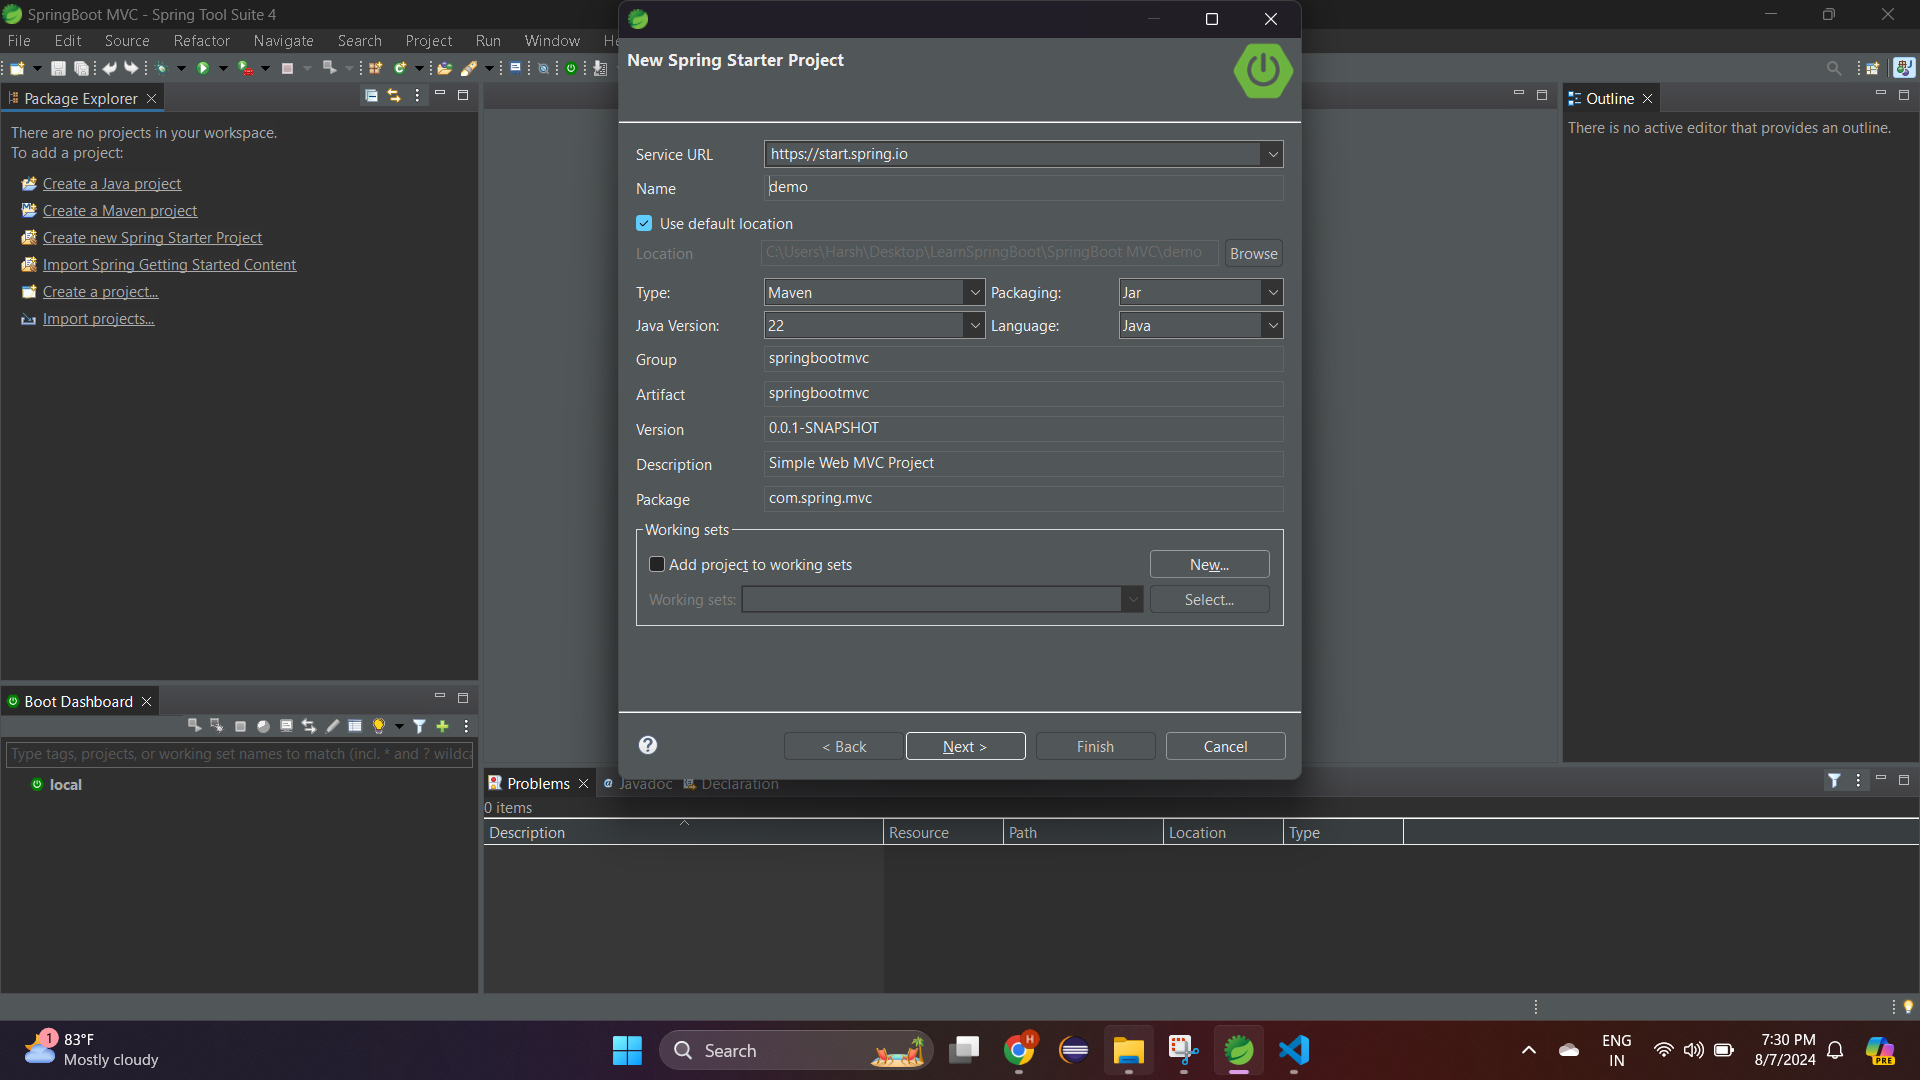 SpringBoot MVC - Spring Tool Suite 4
File Edit Source Refactor Navigate Search Project Run Window
New Spring Starter Project
Package Explorer
There are no projects in your workspace.
To add a project:
Create a Java project
Create a Maven project
Create new Spring Starter Project
Import Spring Getting Started Content
Create a project...
Import projects...
Service URL https://start.spring.io
Name demo
Use default location
Location C:\Users\Harsh\Desktop\LearnSpringBoot\SpringBoot MVC\demo Browse
Type: Maven Packaging: Jar
Java Version: 22 Language: Java
Group springbootmvc
Artifact springbootmvc
Version 0.0.1-SNAPSHOT
Description Simple Web MVC Project
Package com.spring.mvc
Working sets
Add project to working sets New...
Working sets: Select...
< Back Next > Finish Cancel
Outline
There is no active editor that provides an outline.
Boot Dashboard
Type tags, projects, or working set names to match (incl. * and ? wildca
local
Problems Javadoc Declaration
0 items
Description Resource Path Location Type
1
83°F
Mostly cloudy
Search
H
ENG
IN
7:30 PM
8/7/2024
PRE